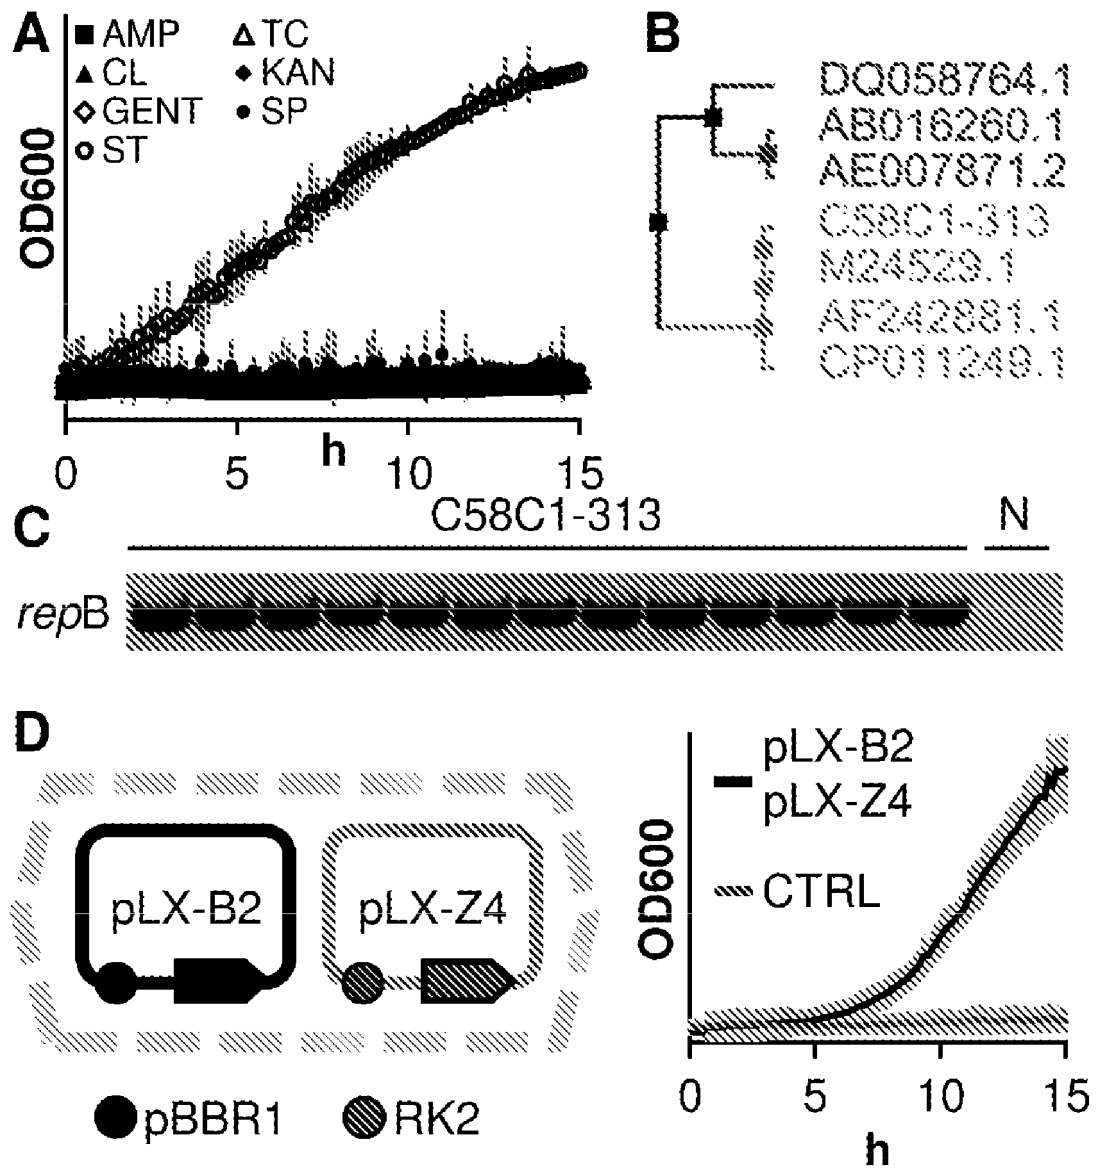 A
AMP
TC
CL
KAN
GENT
SP
ST
OD600
0
5
10
15
h
B
DQ058764.1
AB016260.1
AE007871.2
C58C1-313
M24529.1
AF242881.1
CP011249.1
C
C58C1-313
N
repB
D
pLX-B2
pLX-Z4
pBBR1
RK2
pLX-B2
pLX-Z4
CTRL
OD600
0
5
10
15
h